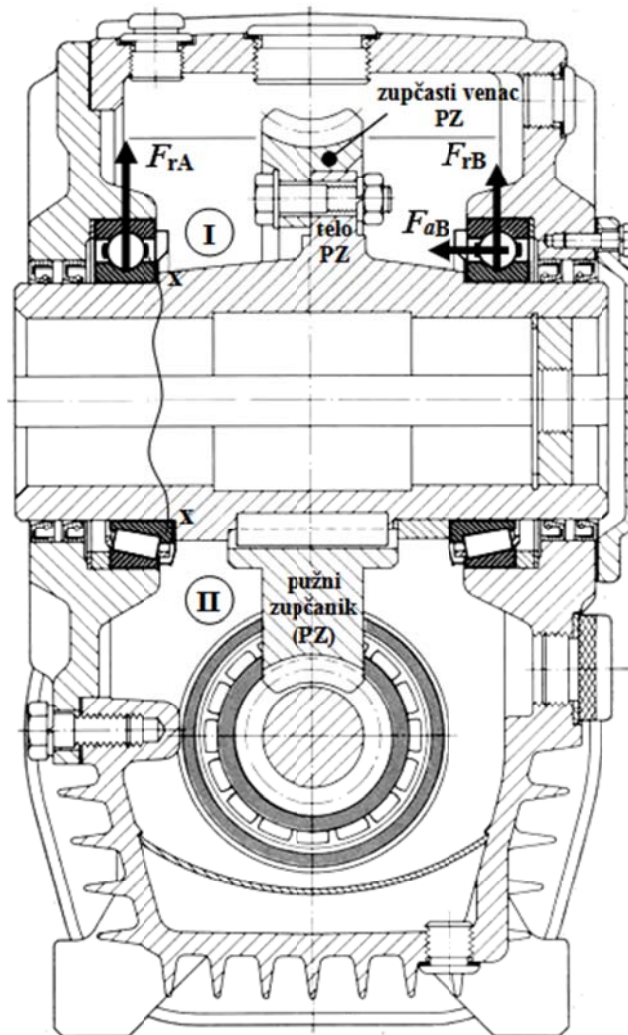 zupčasti venac
PZ
FrA
FrB
I
telo
PZ
FaB
x
x
II
pužni
zupčanik
(PZ)